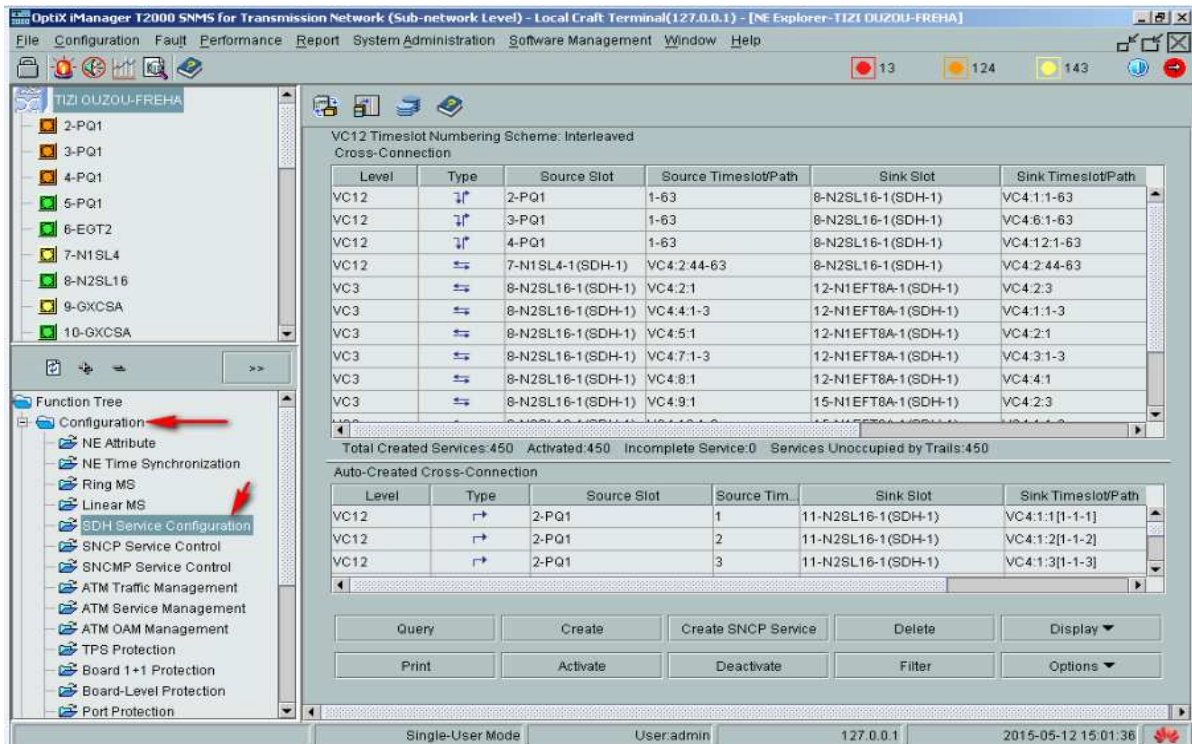 OptiX iManager T2000 SNMS for Transmission Network (Sub-network Level) - Local Craft Terminal(127.0.0.1) - [NE Explorer-TIZI OUZOU-FREHA]
File Configuration Fault Performance Report System Administration Software Management Window Help
13 124 143
TIZI OUZOU-FREHA
2-PQ1
3-PQ1
4-PQ1
5-PQ1
6-EGT2
7-N1SL4
8-N2SL16
9-GXCSA
10-GXCSA
>>
Function Tree
Configuration
NE Attribute
NE Time Synchronization
Ring MS
Linear MS
SDH Service Configuration
SNCP Service Control
SNCMP Service Control
ATM Traffic Management
ATM Service Management
ATM OAM Management
TPS Protection
Board 1+1 Protection
Board-Level Protection
Port Protection
VC12 Timeslot Numbering Scheme: Interleaved
Cross-Connection
Level Type Source Slot Source Timeslot/Path Sink Slot Sink Timeslot/Path
VC12 2-PQ1 1-63 8-N2SL16-1(SDH-1) VC4:1:1-63
VC12 3-PQ1 1-63 8-N2SL16-1(SDH-1) VC4:6:1-63
VC12 4-PQ1 1-63 8-N2SL16-1(SDH-1) VC4:12:1-63
VC12 7-N1SL4-1(SDH-1) VC4:2:44-63 8-N2SL16-1(SDH-1) VC4:2:44-63
VC3 8-N2SL16-1(SDH-1) VC4:2:1 12-N1EFT8A-1(SDH-1) VC4:2:3
VC3 8-N2SL16-1(SDH-1) VC4:4:1-3 12-N1EFT8A-1(SDH-1) VC4:1:1-3
VC3 8-N2SL16-1(SDH-1) VC4:5:1 12-N1EFT8A-1(SDH-1) VC4:2:1
VC3 8-N2SL16-1(SDH-1) VC4:7:1-3 12-N1EFT8A-1(SDH-1) VC4:3:1-3
VC3 8-N2SL16-1(SDH-1) VC4:8:1 12-N1EFT8A-1(SDH-1) VC4:4:1
VC3 8-N2SL16-1(SDH-1) VC4:9:1 15-N1EFT8A-1(SDH-1) VC4:2:3
Total Created Services:450 Activated:450 Incomplete Service:0 Services Unoccupied by Trails:450
Auto-Created Cross-Connection
Level Type Source Slot Source Tim... Sink Slot Sink Timeslot/Path
VC12 2-PQ1 1 11-N2SL16-1(SDH-1) VC4:1:1[1-1-1]
VC12 2-PQ1 2 11-N2SL16-1(SDH-1) VC4:1:2[1-1-2]
VC12 2-PQ1 3 11-N2SL16-1(SDH-1) VC4:1:3[1-1-3]
Query Create Create SNCP Service Delete Display
Print Activate Deactivate Filter Options
Single-User Mode User:admin 127.0.0.1 2015-05-12 15:01:36